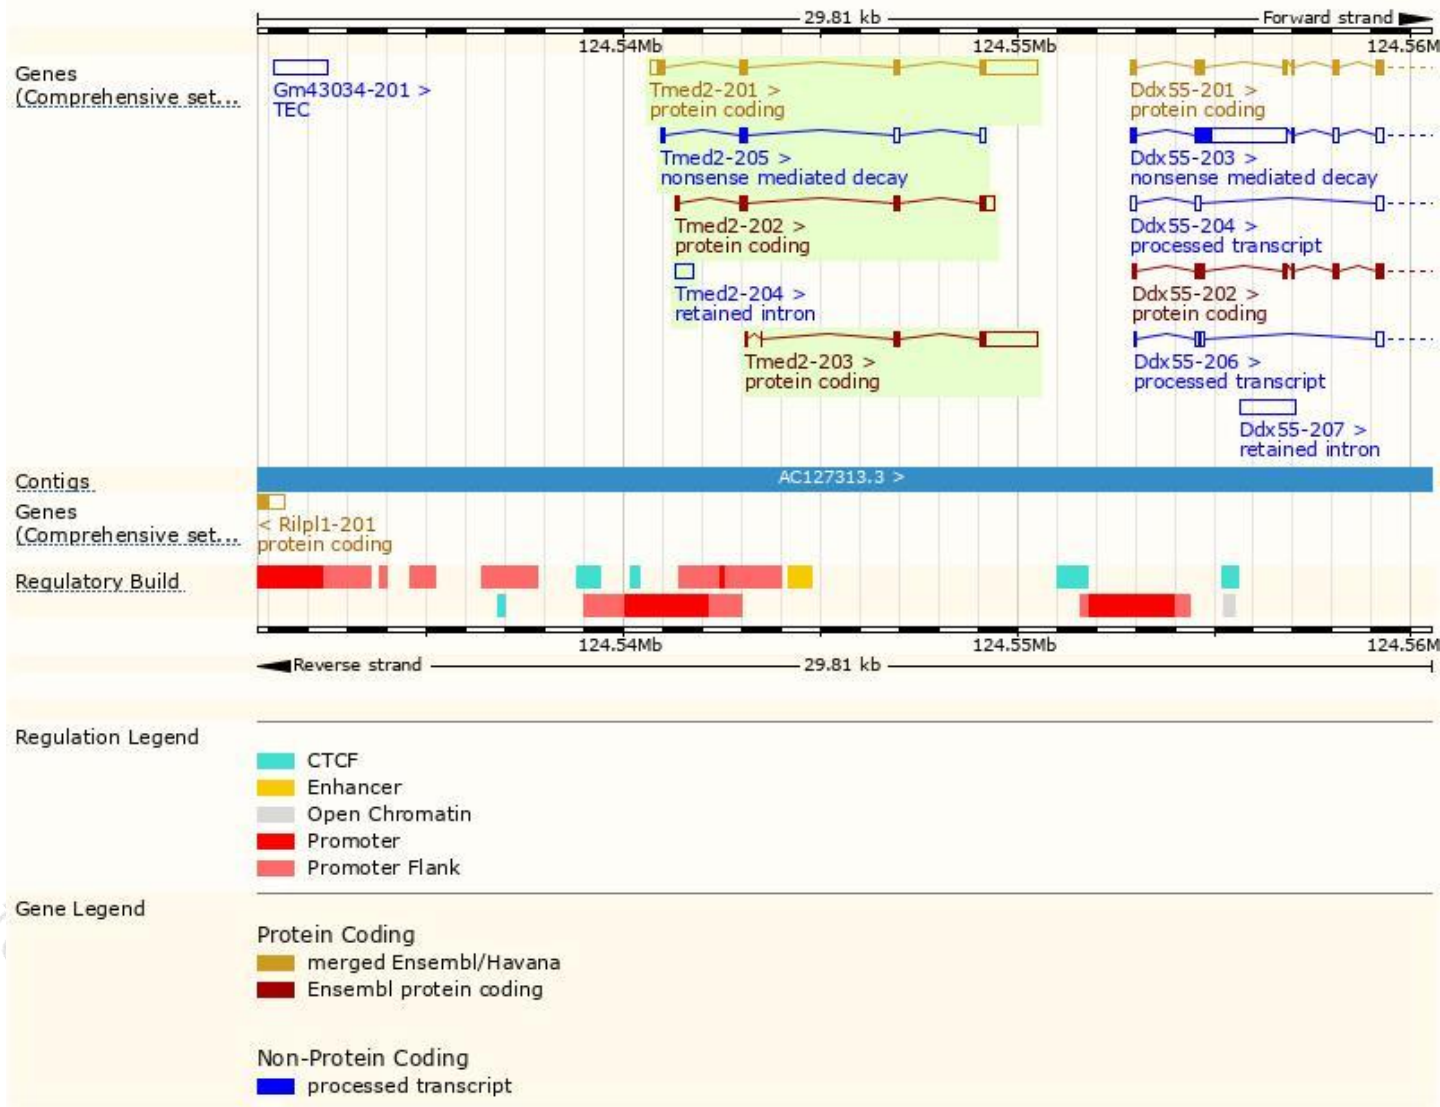 29.81 kb Forward strand
124.54Mb 124.55Mb 124.56M
Genes
(Comprehensive set...
Gm43034-201 >
TEC
Tmed2-201 >
protein coding
Ddx55-201 >
protein coding
Tmed2-205 >
nonsense mediated decay
Ddx55-203 >
nonsense mediated decay
Tmed2-202 >
protein coding
Ddx55-204 >
processed transcript
Tmed2-204 >
retained intron
Ddx55-202 >
protein coding
Tmed2-203 >
protein coding
Ddx55-206 >
processed transcript
Ddx55-207 >
retained intron
Contigs
AC127313.3 >
Genes
(Comprehensive set...
< Rilpl1-201
protein coding
Regulatory Build
124.54Mb 124.55Mb 124.56M
Reverse strand 29.81 kb
Regulation Legend
CTCF
Enhancer
Open Chromatin
Promoter
Promoter Flank
Gene Legend
Protein Coding
merged Ensembl/Havana
Ensembl protein coding
Non-Protein Coding
processed transcript